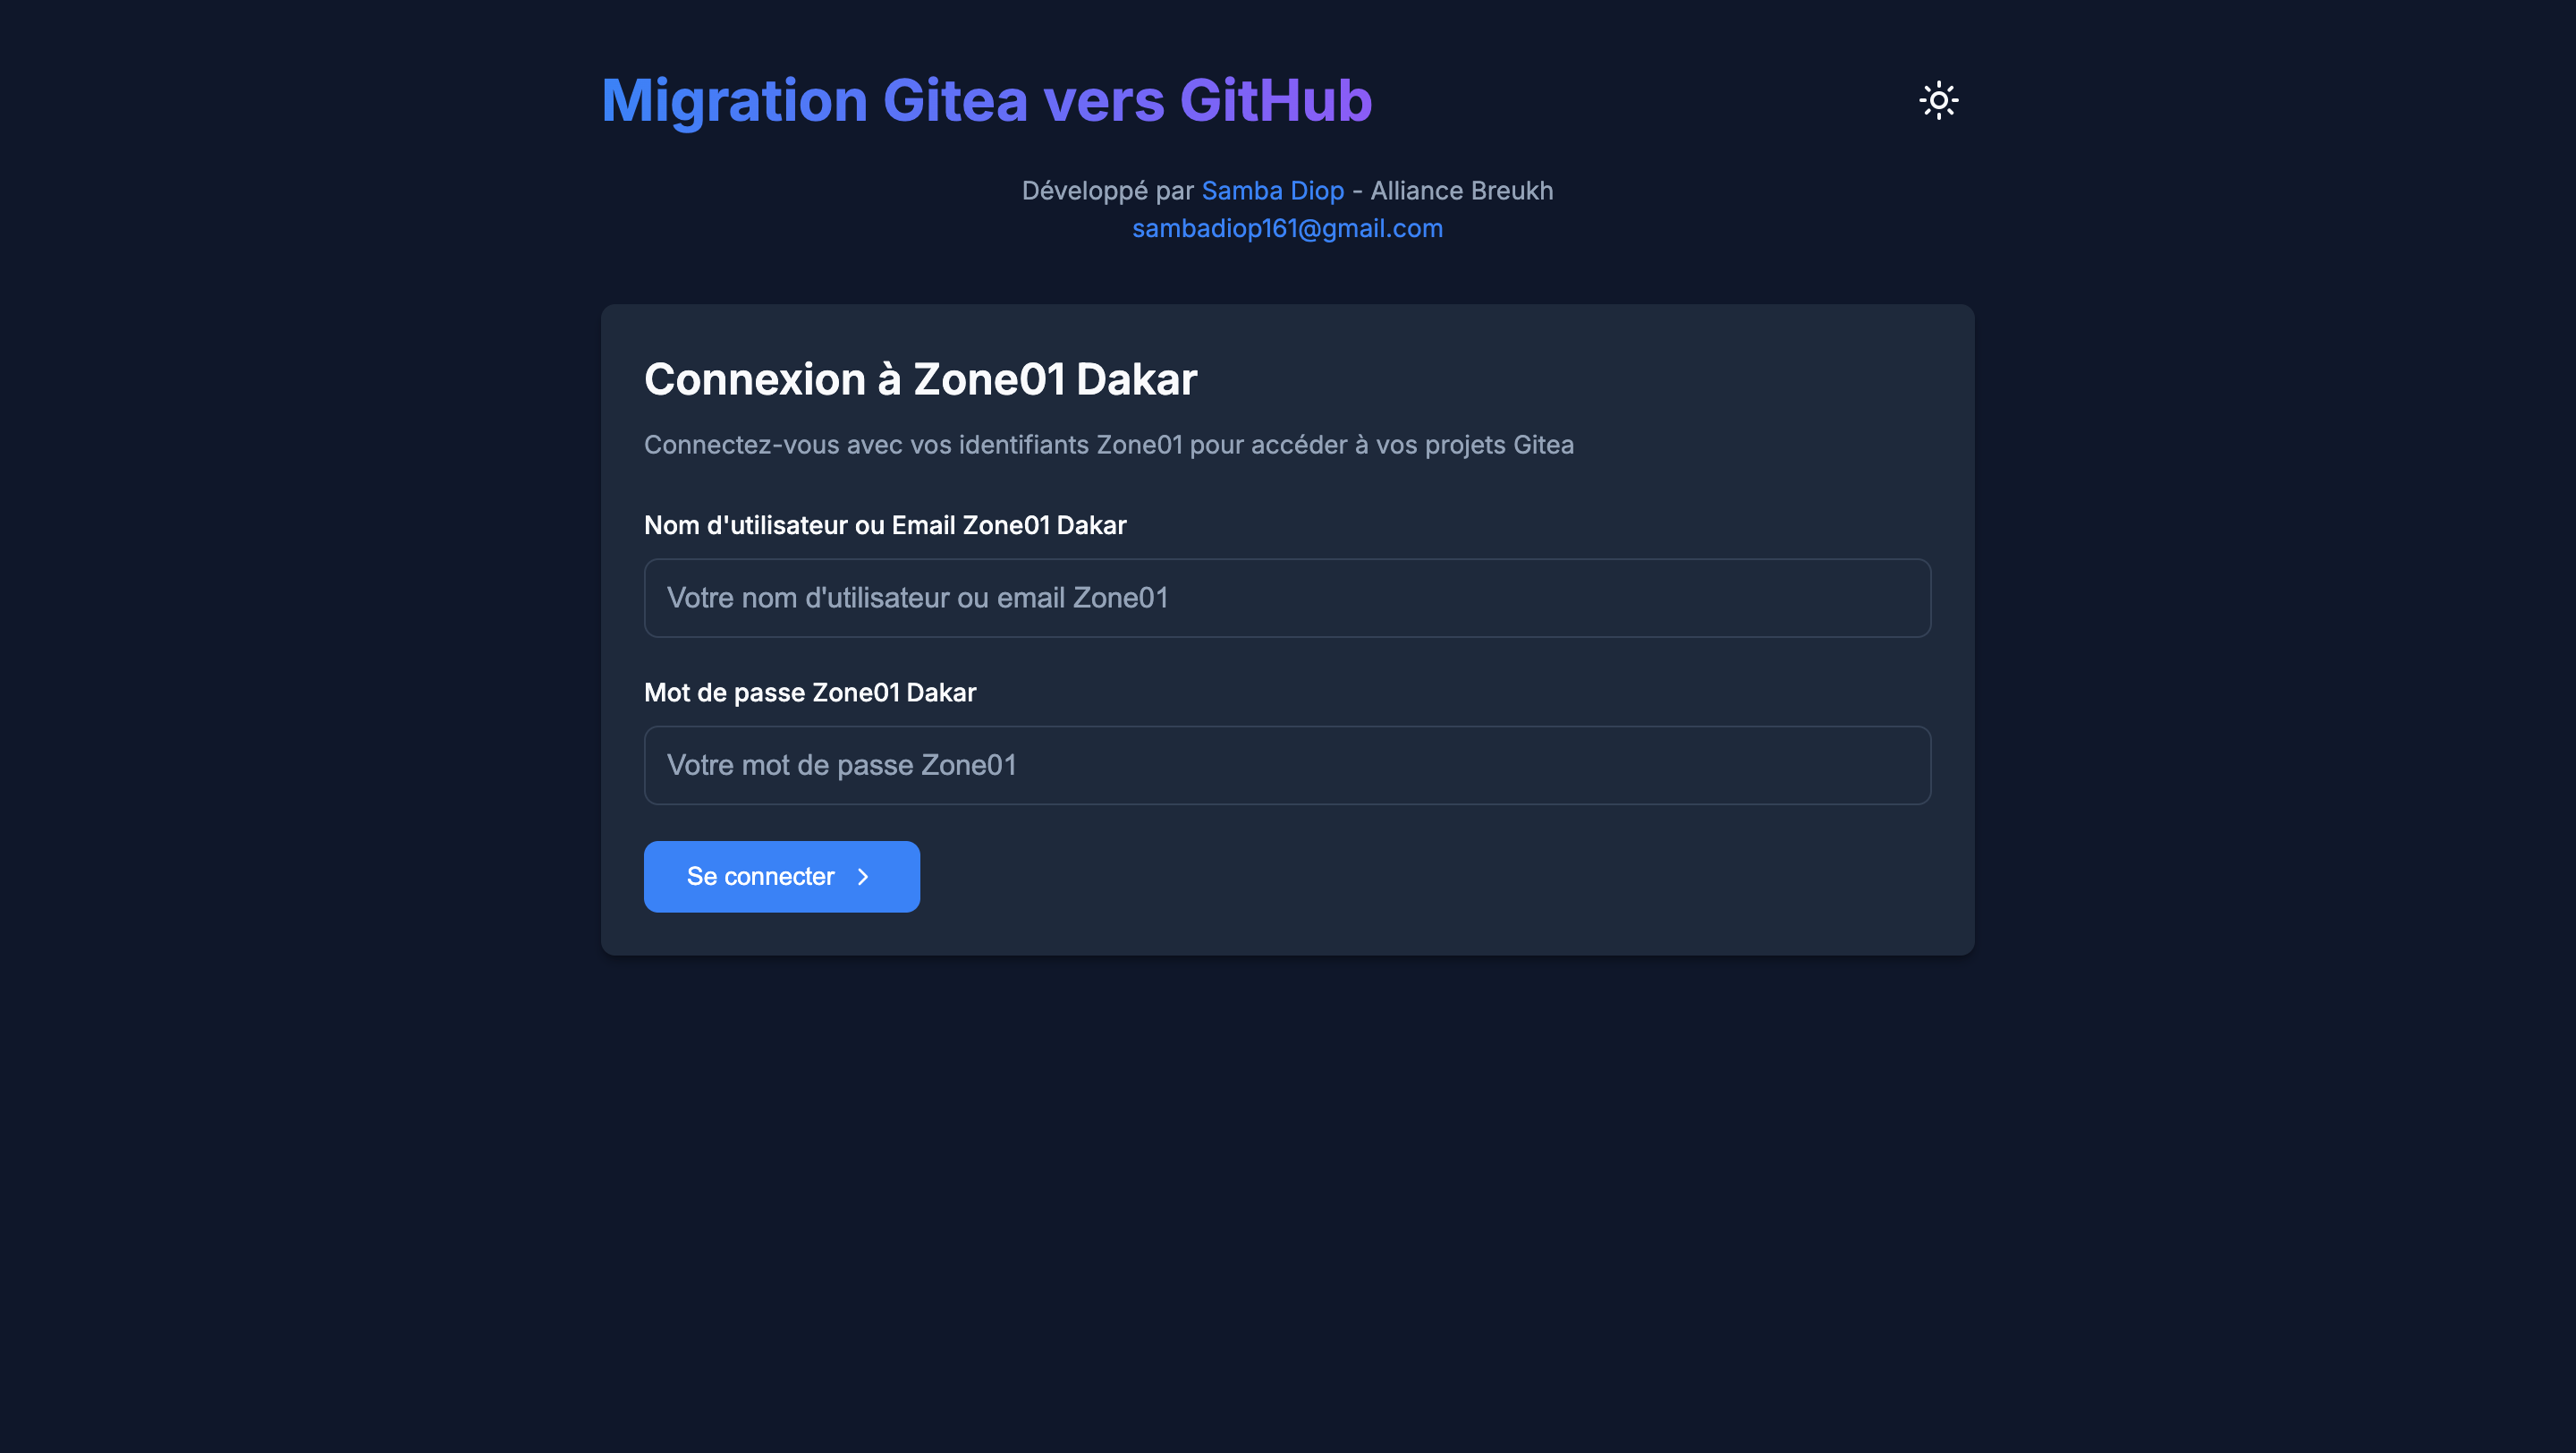 Migration Gitea vers GitHub
Développé par Samba Diop - Alliance Breukh
sambadiop161@gmail.com
Connexion à Zone01 Dakar
Connectez-vous avec vos identifiants Zone01 pour accéder à vos projets Gitea
Nom d'utilisateur ou Email Zone01 Dakar
Votre nom d'utilisateur ou email Zone01
Mot de passe Zone01 Dakar
Votre mot de passe Zone01
Se connecter